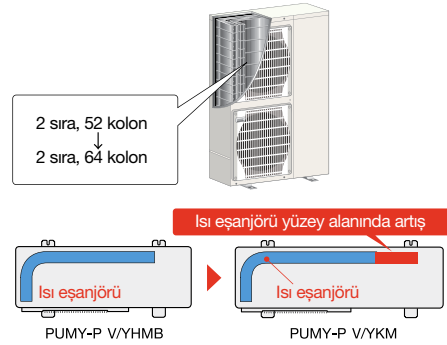 2 sıra, 52 kolon
2 sıra, 64 kolon
Isı eşanjörü yüzey alanında artış
Isı eşanjörü
Isı eşanjörü
PUMY-P V/YHMB
PUMY-P V/YKM